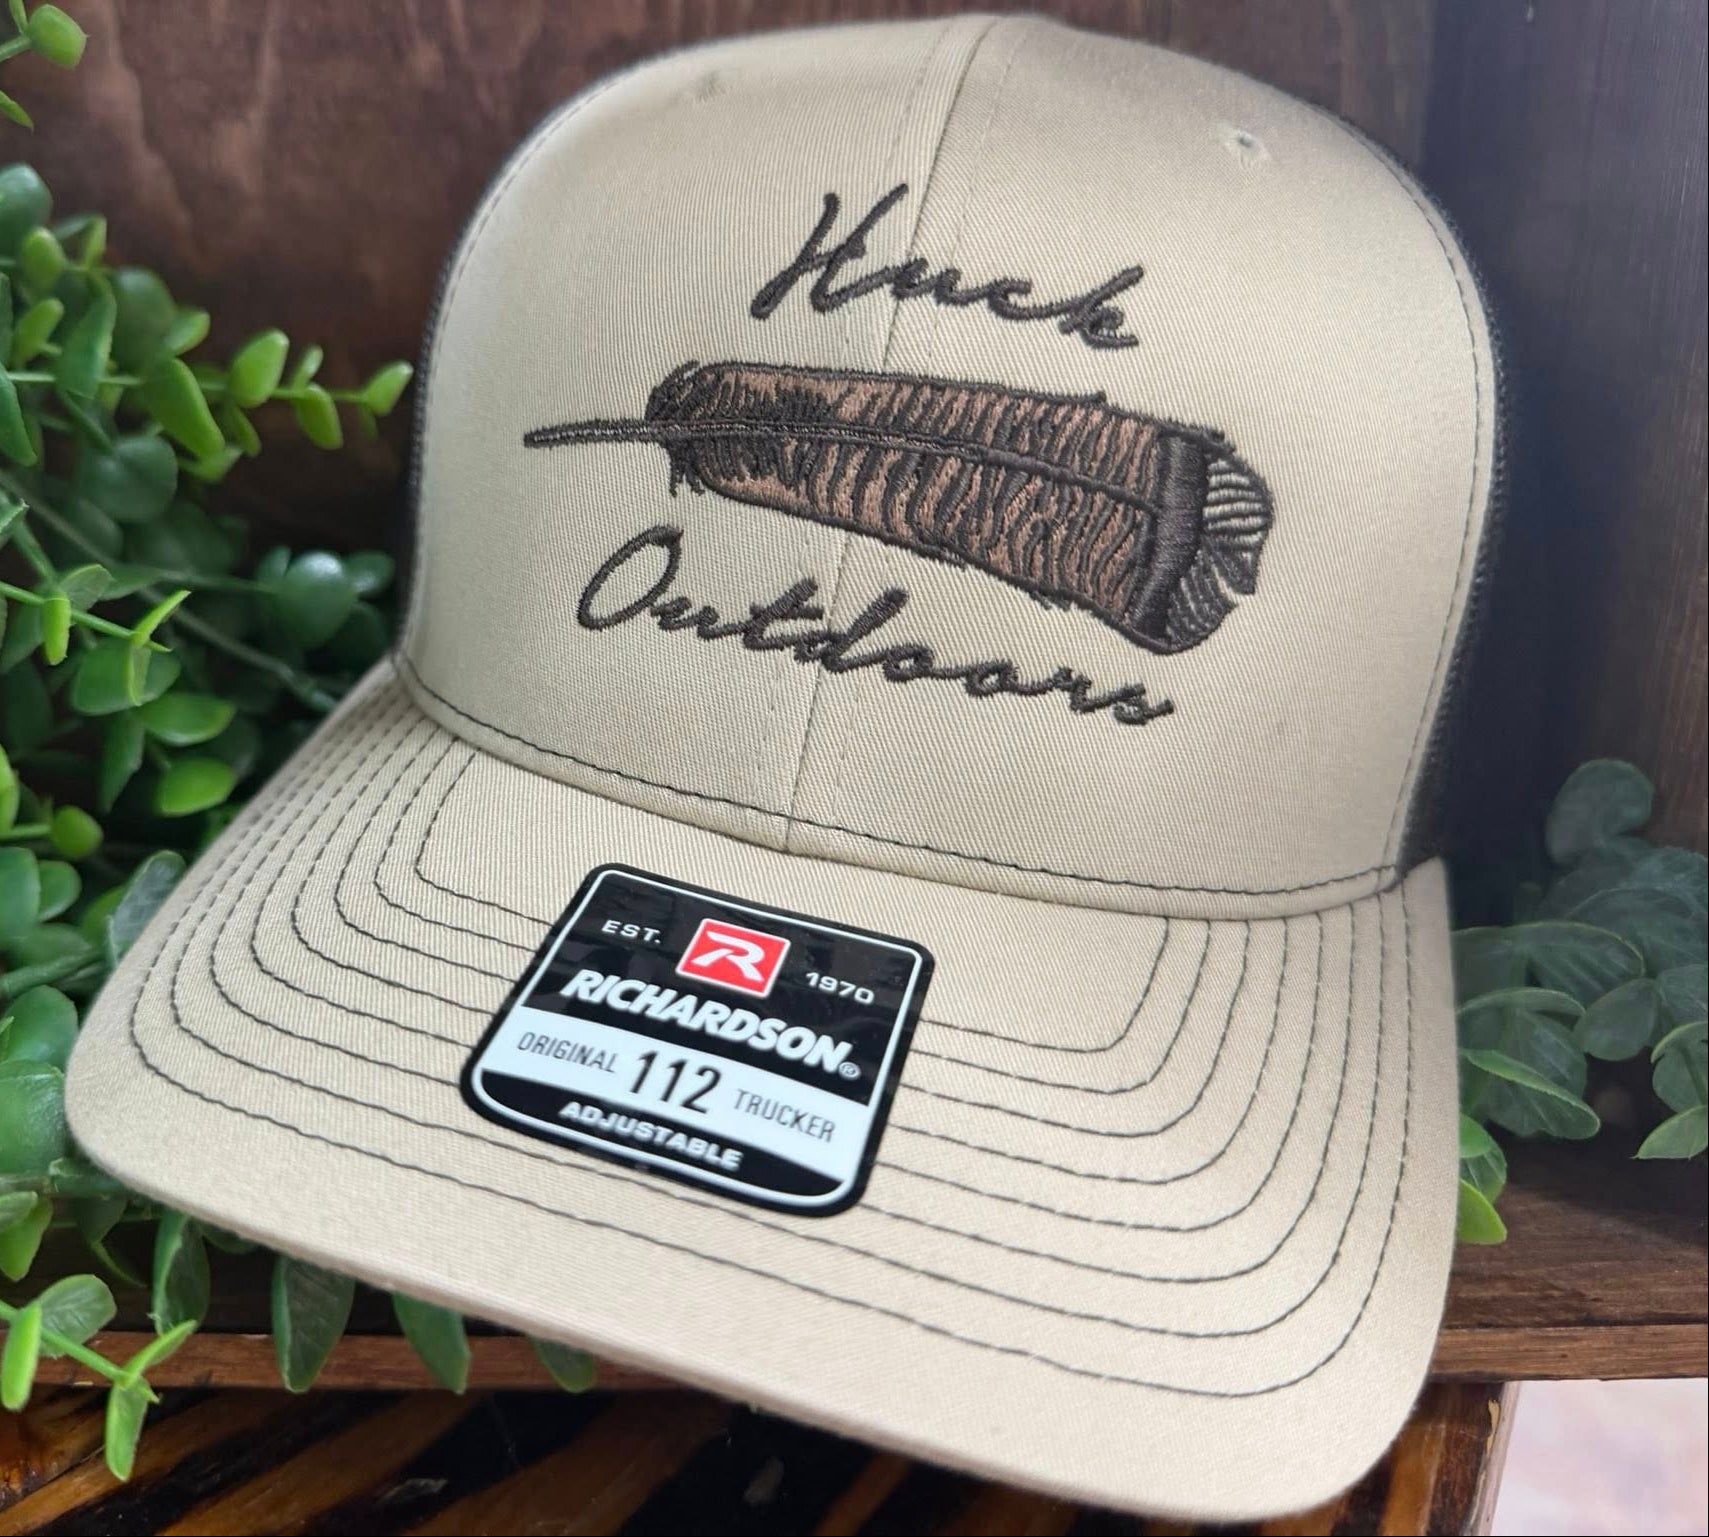 Huck
Outdoors
EST. R 1970
RICHARDSON®
ORIGINAL 112 TRUCKER
ADJUSTABLE